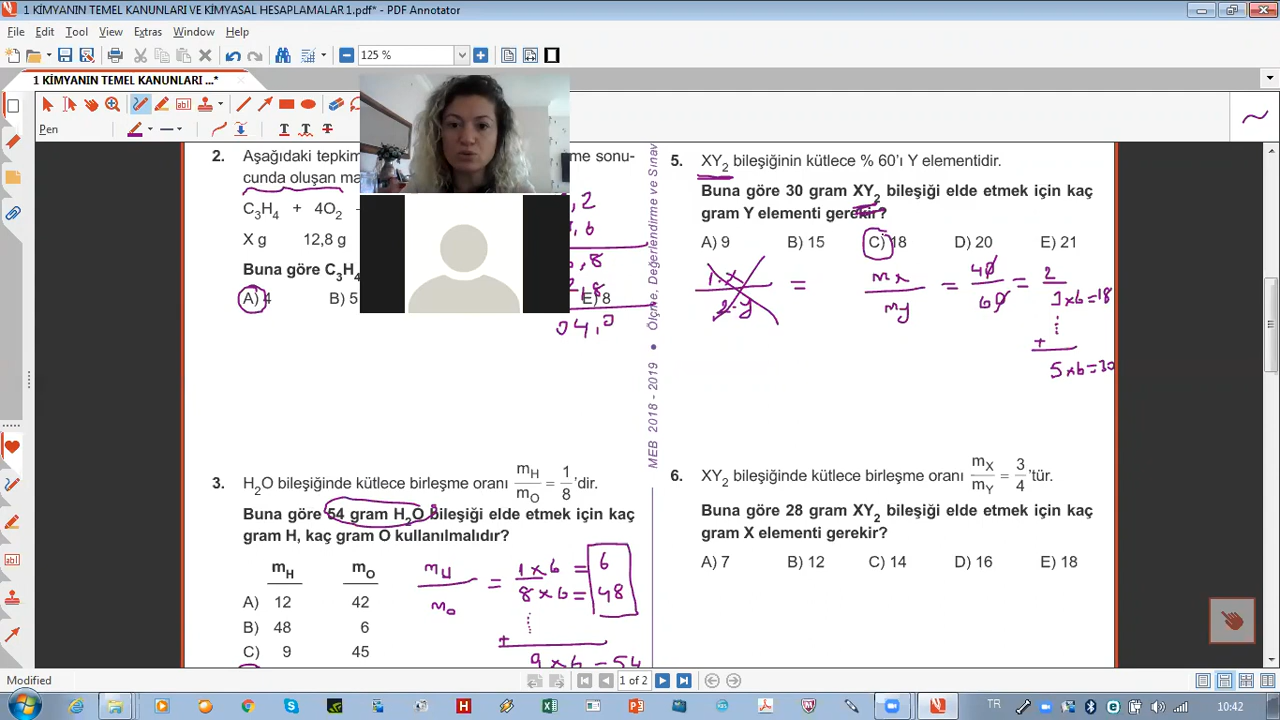 1 KİMYANIN TEMEL KANUNLARI VE KİMYASAL HESAPLAMALAR 1.pdf* - PDF Annotator
File Edit Tool View Extras Window Help
125 %
1 KİMYANIN TEMEL KANUNLARI ...*
Pen
2. Aşağıdaki tepkim
me sonu-
cunda oluşan ma
C3H4 + 4O2
X g 12,8 g
Buna göre C3H4
A) 4 B) 5
E) 8
3. H2O bileşiğinde kütlece birleşme oranı mH/mO = 1/8 'dir.
Buna göre 54 gram H2O bileşiği elde etmek için kaç
gram H, kaç gram O kullanılmalıdır?
mH mO
A) 12 42
B) 48 6
C) 9 45
mH/mO = 1x6 = 6
8x6 = 48
+
9x6 = 54
MEB 2018 - 2019 • Ölçme, Değerlendirme ve Sınav
5. XY2 bileşiğinin kütlece % 60'ı Y elementidir.
Buna göre 30 gram XY2 bileşiği elde etmek için kaç
gram Y elementi gerekir?
A) 9 B) 15 C) 18 D) 20 E) 21
1.x/2.y = mx/my = 40/60 = 2
3x6=18
+
5x6=30
6. XY2 bileşiğinde kütlece birleşme oranı mX/mY = 3/4 'tür.
Buna göre 28 gram XY2 bileşiği elde etmek için kaç
gram X elementi gerekir?
A) 7 B) 12 C) 14 D) 16 E) 18
Modified
1 of 2
TR
10:42